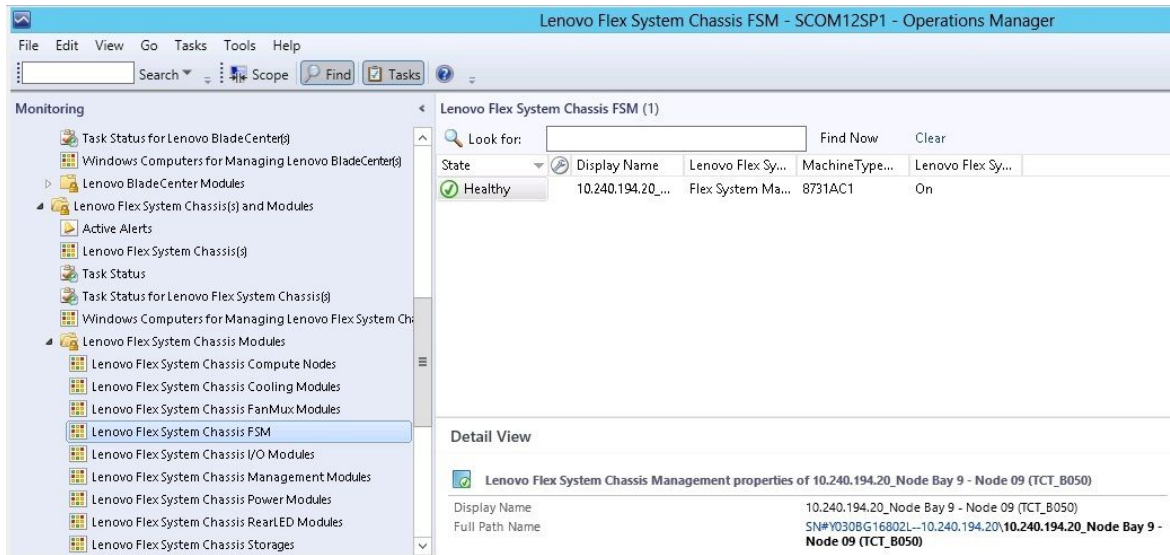 Lenovo Flex System Chassis FSM - SCOM12SP1 - Operations Manager
File Edit View Go Tasks Tools Help
Search Scope Find Tasks
Monitoring
Task Status for Lenovo BladeCenter(s)
Windows Computers for Managing Lenovo BladeCenter(s)
Lenovo BladeCenter Modules
Lenovo Flex System Chassis(s) and Modules
Active Alerts
Lenovo Flex System Chassis(s)
Task Status
Task Status for Lenovo Flex System Chassis(s)
Windows Computers for Managing Lenovo Flex System Ch
Lenovo Flex System Chassis Modules
Lenovo Flex System Chassis Compute Nodes
Lenovo Flex System Chassis Cooling Modules
Lenovo Flex System Chassis FanMux Modules
Lenovo Flex System Chassis FSM
Lenovo Flex System Chassis I/O Modules
Lenovo Flex System Chassis Management Modules
Lenovo Flex System Chassis Power Modules
Lenovo Flex System Chassis RearLED Modules
Lenovo Flex System Chassis Storages
Lenovo Flex System Chassis FSM (1)
Look for: Find Now Clear
State Display Name Lenovo Flex Sy... MachineType... Lenovo Flex Sy...
Healthy 10.240.194.20_... Flex System Ma... 8731AC1 On
Detail View
Lenovo Flex System Chassis Management properties of 10.240.194.20_Node Bay 9 - Node 09 (TCT_B050)
Display Name 10.240.194.20_Node Bay 9 - Node 09 (TCT_B050)
Full Path Name SN#Y030BG16802L--10.240.194.20\10.240.194.20_Node Bay 9 -
Node 09 (TCT_B050)